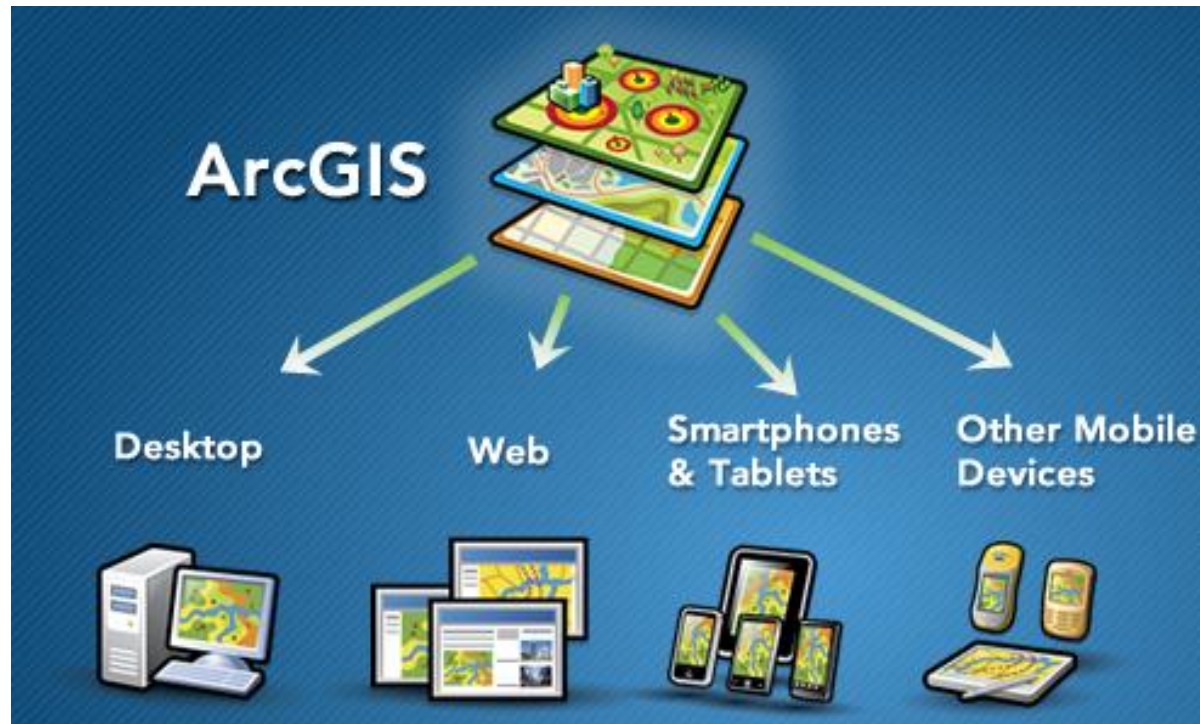 ArcGIS
Desktop
Web
Smartphones
& Tablets
Other Mobile
Devices